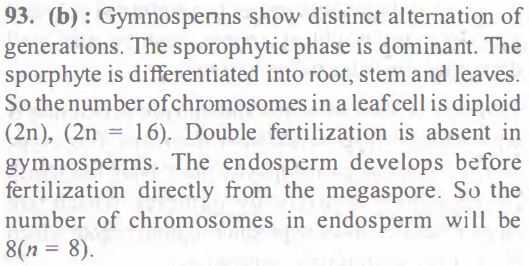 93. (b) : Gymnosperms show distinct alternation of
generations. The sporophytic phase is dominant. The
sporphyte is differentiated into root, stem and leaves.
So the number of chromosomes in a leaf cell is diploid
(2n), (2n = 16). Double fertilization is absent in
gymnosperms. The endosperm develops before
fertilization directly from the megaspore. So the
number of chromosomes in endosperm will be
8(n = 8).